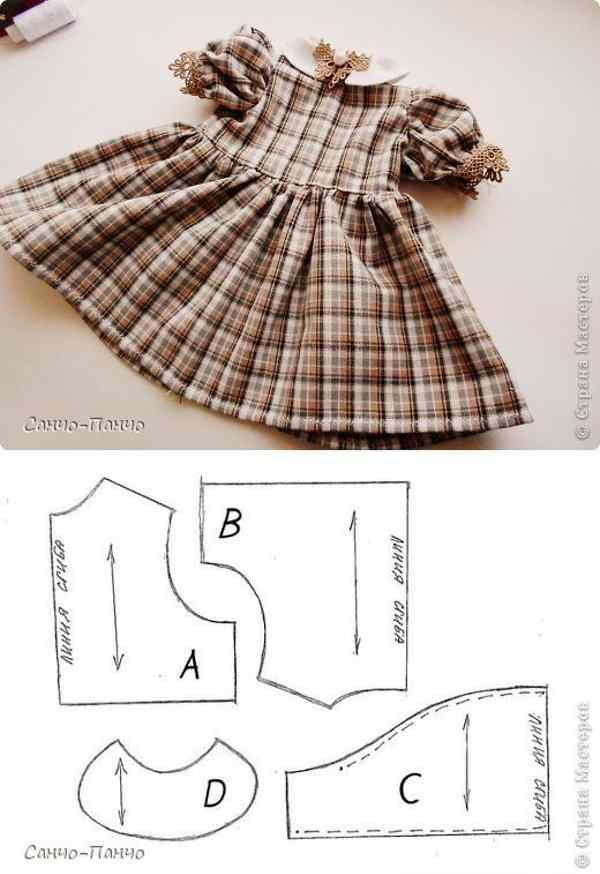 Санчо-Панчо
© Страна Мастеров
B
ЛИНИЯ СГИБА
ЛИНИЯ СГИБА
A
ЛИНИЯ СГИБА
D
C
Санчо-Панчо
© Страна Мастеров